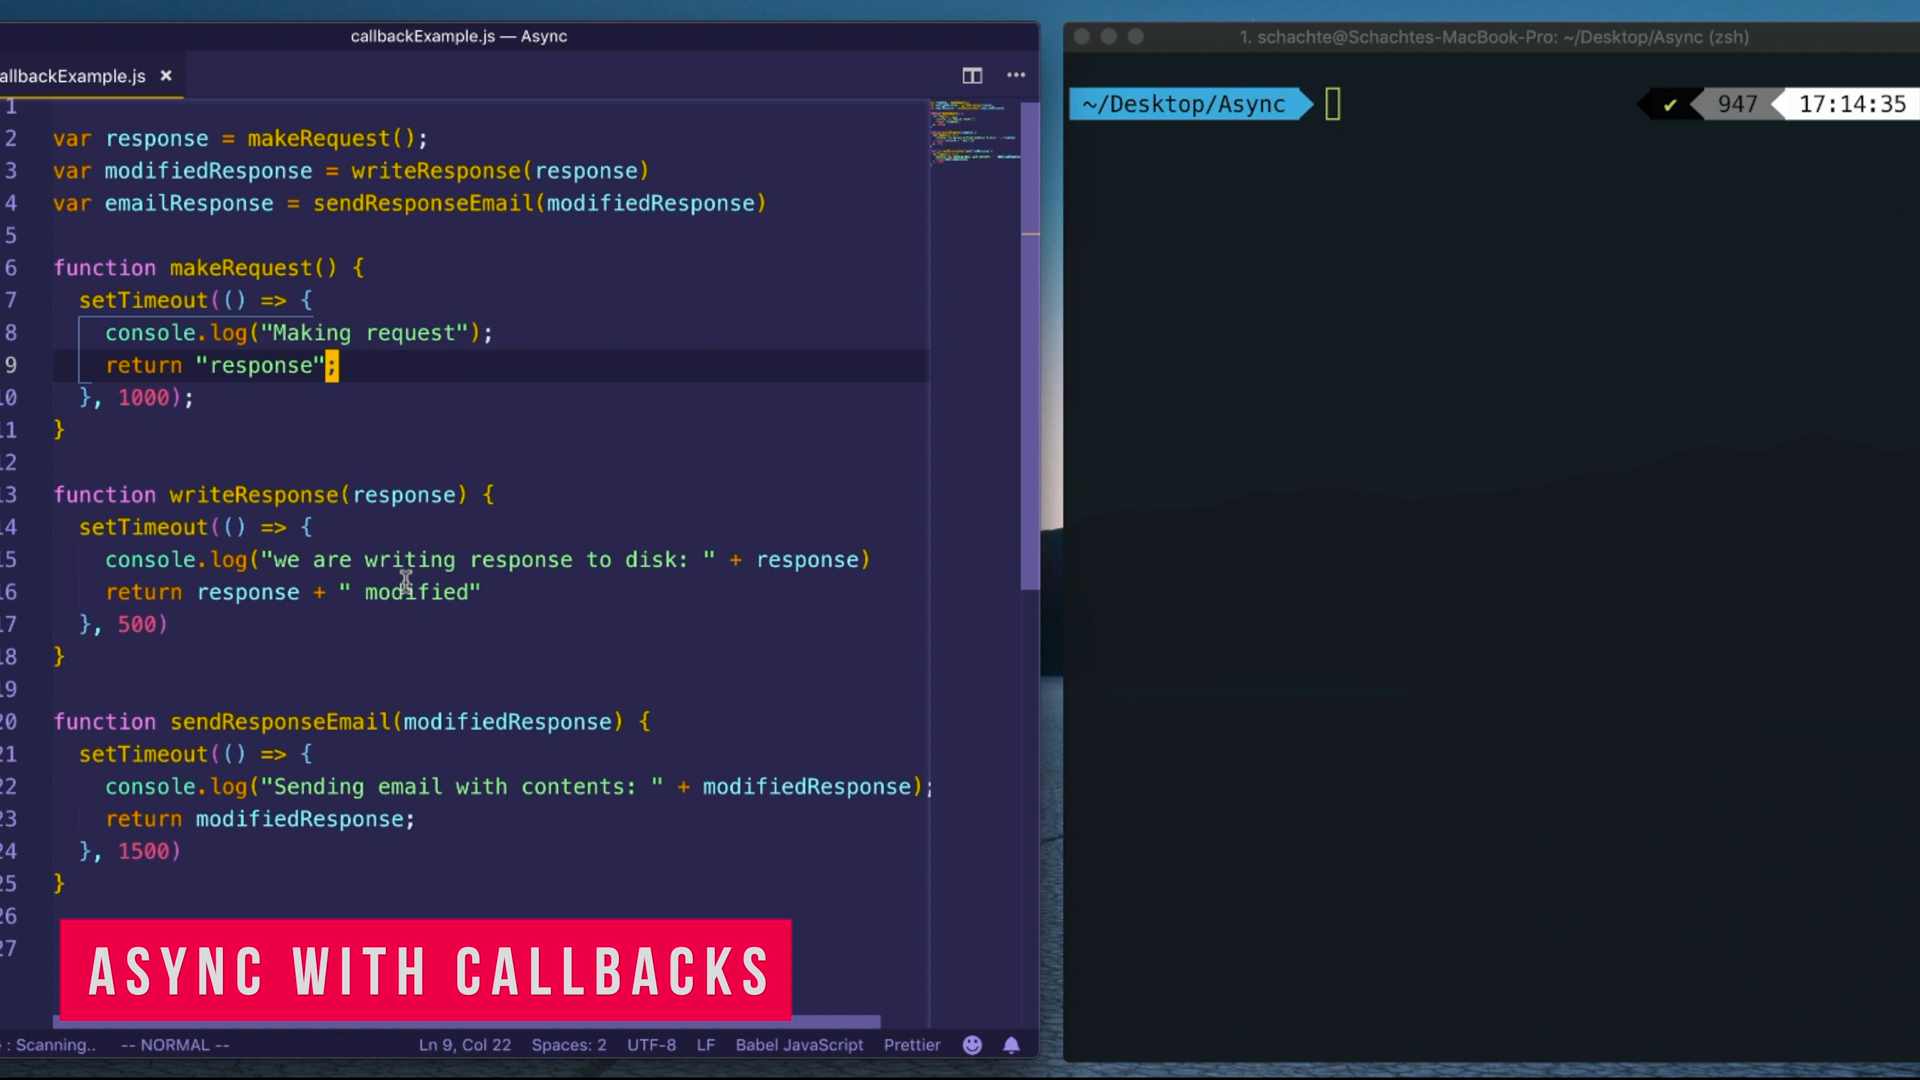 callbackExample.js — Async
allbackExample.js ×
1
2 var response = makeRequest();
3 var modifiedResponse = writeResponse(response)
4 var emailResponse = sendResponseEmail(modifiedResponse)
5
6 function makeRequest() {
7 setTimeout(() => {
8 console.log("Making request");
9 return "response";
10 }, 1000);
11 }
12
13 function writeResponse(response) {
14 setTimeout(() => {
15 console.log("we are writing response to disk: " + response)
16 return response + " modified"
17 }, 500)
18 }
19
20 function sendResponseEmail(modifiedResponse) {
21 setTimeout(() => {
22 console.log("Sending email with contents: " + modifiedResponse);
23 return modifiedResponse;
24 }, 1500)
25 }
26
27
ASYNC WITH CALLBACKS
: Scanning.. -- NORMAL -- Ln 9, Col 22 Spaces: 2 UTF-8 LF Babel JavaScript Prettier
1. schachte@Schachtes-MacBook-Pro: ~/Desktop/Async (zsh)
~/Desktop/Async ✔ 947 17:14:35